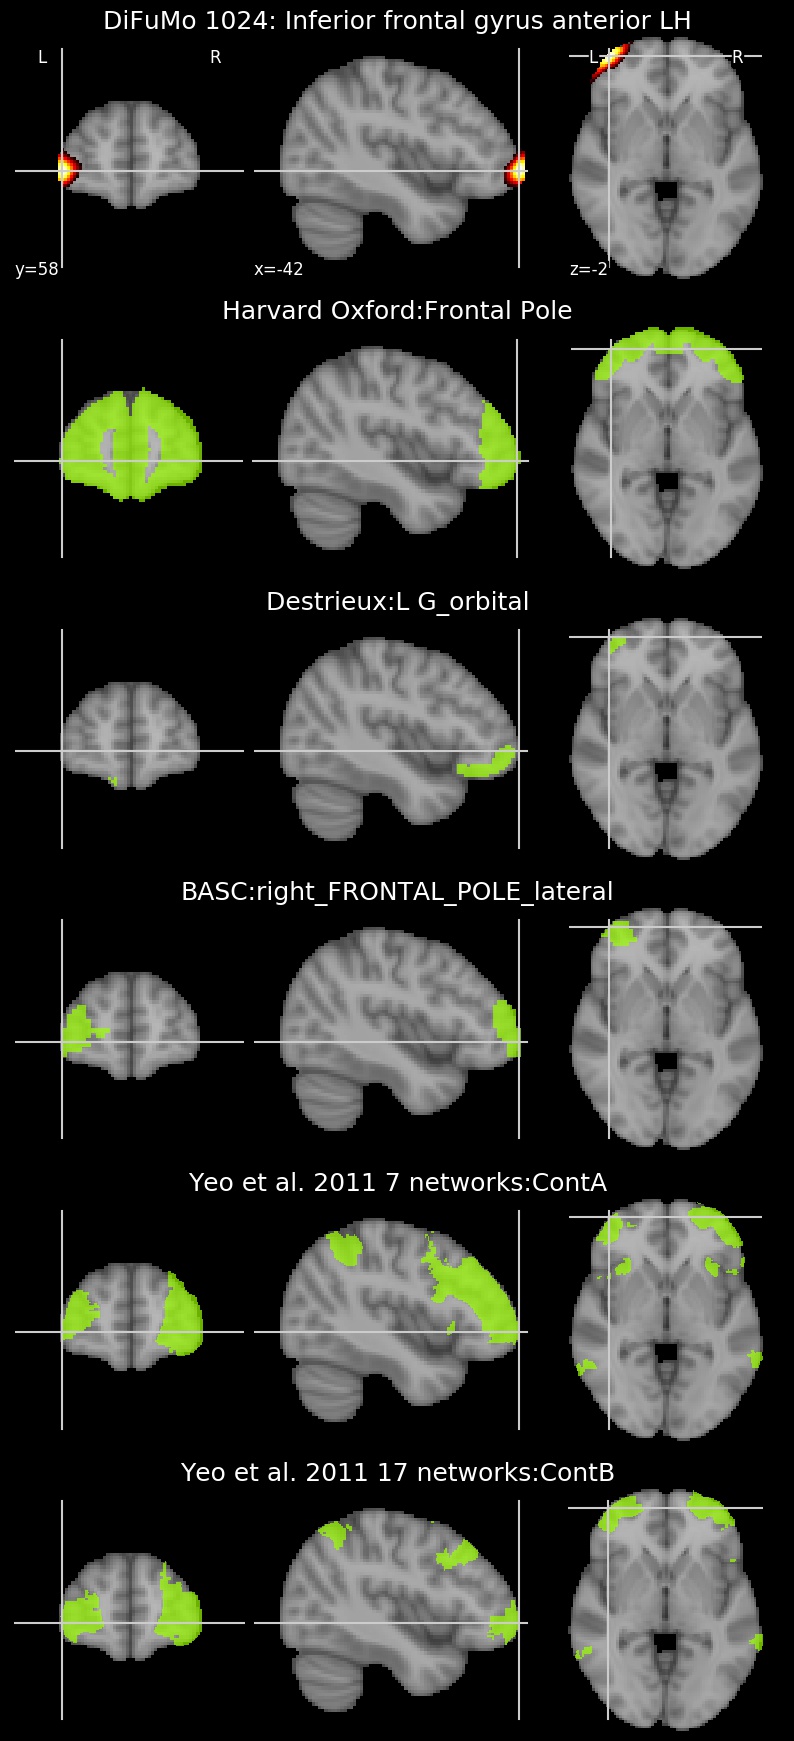 DiFuMo 1024: Inferior frontal gyrus anterior LH
L R L R
y=58 x=-42 z=-2
Harvard Oxford:Frontal Pole
Destrieux:L G_orbital
BASC:right_FRONTAL_POLE_lateral
Yeo et al. 2011 7 networks:ContA
Yeo et al. 2011 17 networks:ContB